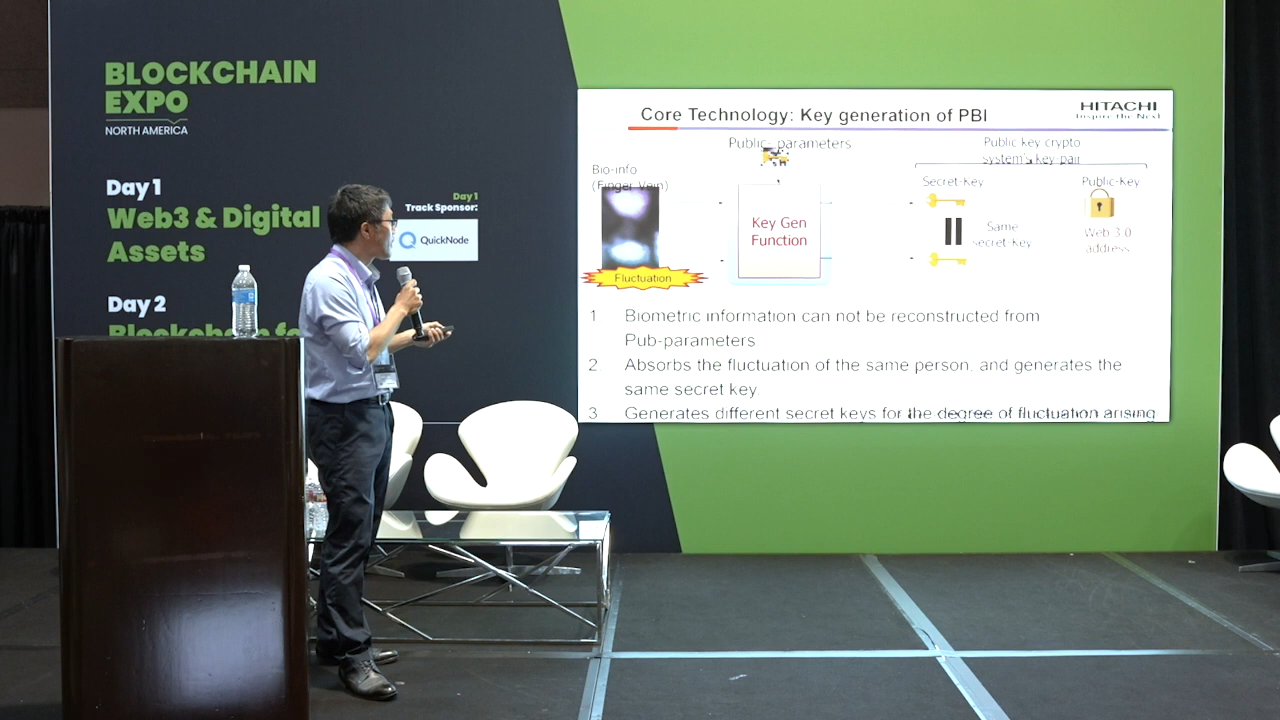 BLOCKCHAIN
EXPO
NORTH AMERICA
Day 1
Web3 & Digital
Assets
Day 2
Blockchain fo
Day 1
Track Sponsor:
QuickNode
Core Technology: Key generation of PBI
HITACHI
Inspire the Next
Public- parameters
Public key crypto
system's key-pair
Bio-info
(Finger Vein)
Fluctuation
Key Gen
Function
Secret-Key
Same
secret-Key
Public-Key
Web 3.0
address
1 Biometric information can not be reconstructed from
Pub-parameters
2 Absorbs the fluctuation of the same person. and generates the
same secret key
3 Generates different secret keys for the degree of fluctuation arising